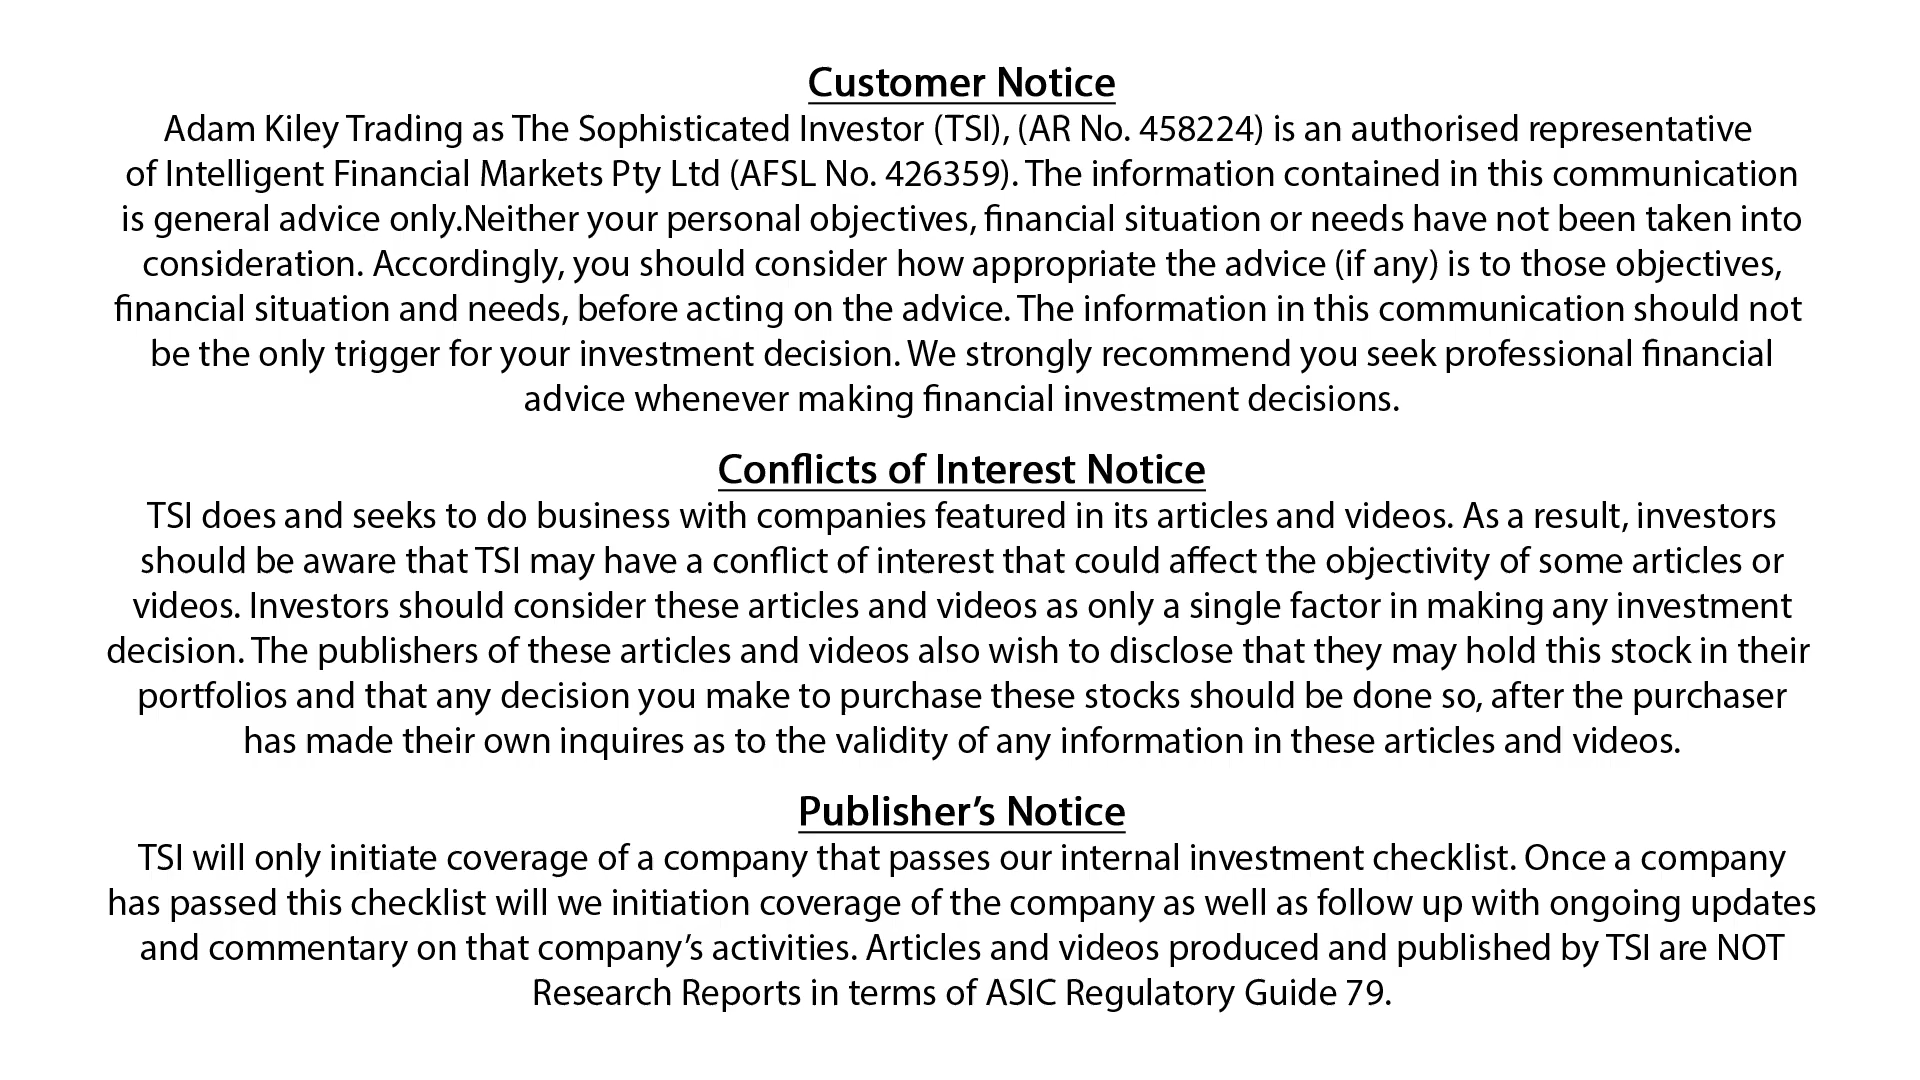 Customer Notice
Adam Kiley Trading as The Sophisticated Investor (TSI), (AR No. 458224) is an authorised representative
of Intelligent Financial Markets Pty Ltd (AFSL No. 426359). The information contained in this communication
is general advice only.Neither your personal objectives, financial situation or needs have not been taken into
consideration. Accordingly, you should consider how appropriate the advice (if any) is to those objectives,
financial situation and needs, before acting on the advice. The information in this communication should not
be the only trigger for your investment decision. We strongly recommend you seek professional financial
advice whenever making financial investment decisions.
Conflicts of Interest Notice
TSI does and seeks to do business with companies featured in its articles and videos. As a result, investors
should be aware that TSI may have a conflict of interest that could affect the objectivity of some articles or
videos. Investors should consider these articles and videos as only a single factor in making any investment
decision. The publishers of these articles and videos also wish to disclose that they may hold this stock in their
portfolios and that any decision you make to purchase these stocks should be done so, after the purchaser
has made their own inquires as to the validity of any information in these articles and videos.
Publisher’s Notice
TSI will only initiate coverage of a company that passes our internal investment checklist. Once a company
has passed this checklist will we initiation coverage of the company as well as follow up with ongoing updates
and commentary on that company’s activities. Articles and videos produced and published by TSI are NOT
Research Reports in terms of ASIC Regulatory Guide 79.